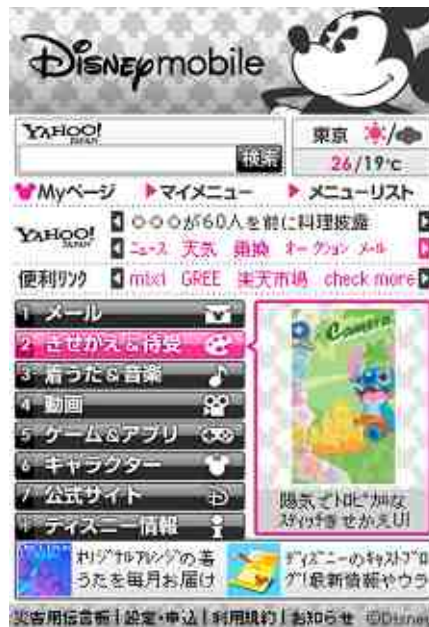 Disney mobile
YAHOO! JAPAN
検索
東京
26/19℃
Myページ マイメニュー メニューリスト
YAHOO! JAPAN
○○○が60人を前に料理披露
ニュース 天気 乗換 オークション メール
便利リンク mixi GREE 楽天市場 check more
1 メール
2 きせかえ&待受
3 着うた&音楽
4 動画
5 ゲーム&アプリ
6 キャラクター
7 公式サイト
ディズニー情報
Camera
陽気でトロピカルな
スティッチきせかえUI
オリジナルアレンジの着
うたを毎月お届け
ディズニーのキャストブロ
グ!最新情報やウラ
災害用伝言板|設定・申込|利用規約|お知らせ ©Disney